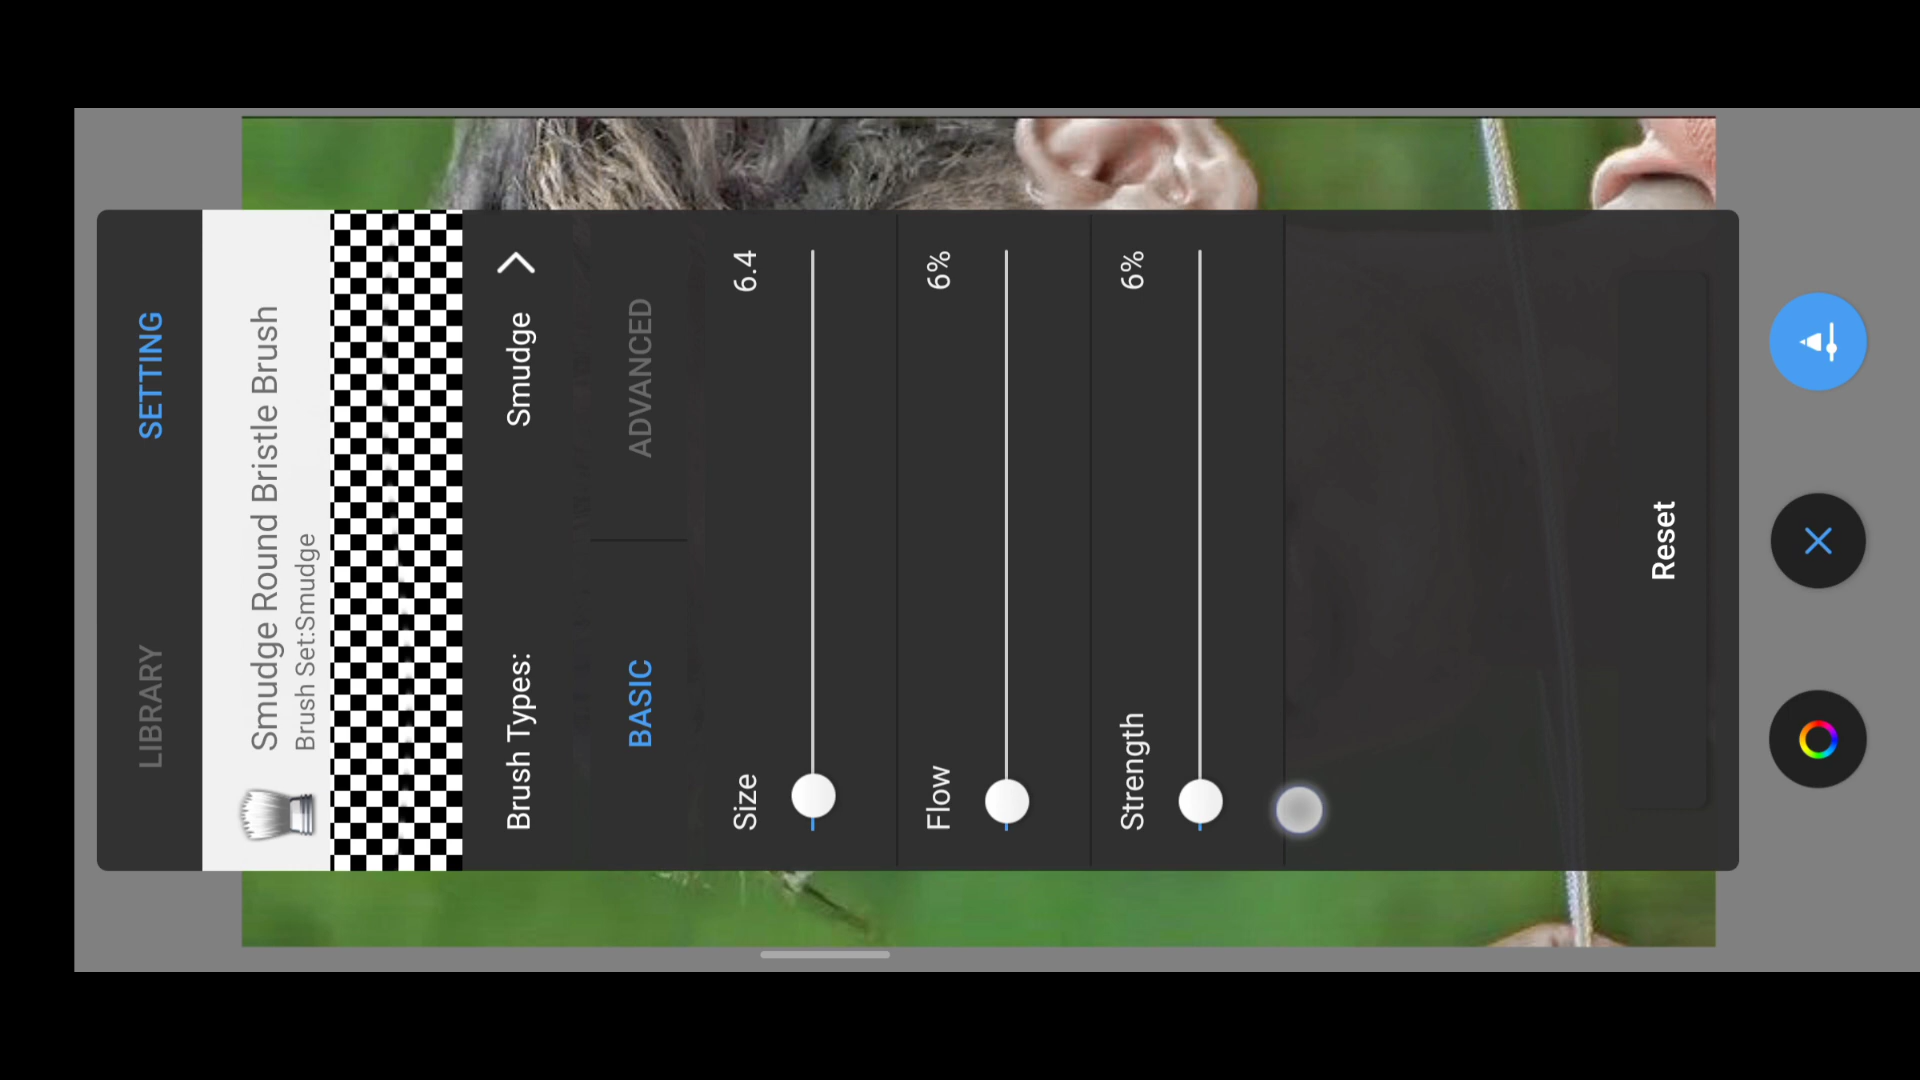 LIBRARY SETTING
Smudge Round Bristle Brush
Brush Set:Smudge
Brush Types: Smudge
BASIC ADVANCED
Size 6.4
Flow 6%
Strength 6%
Reset